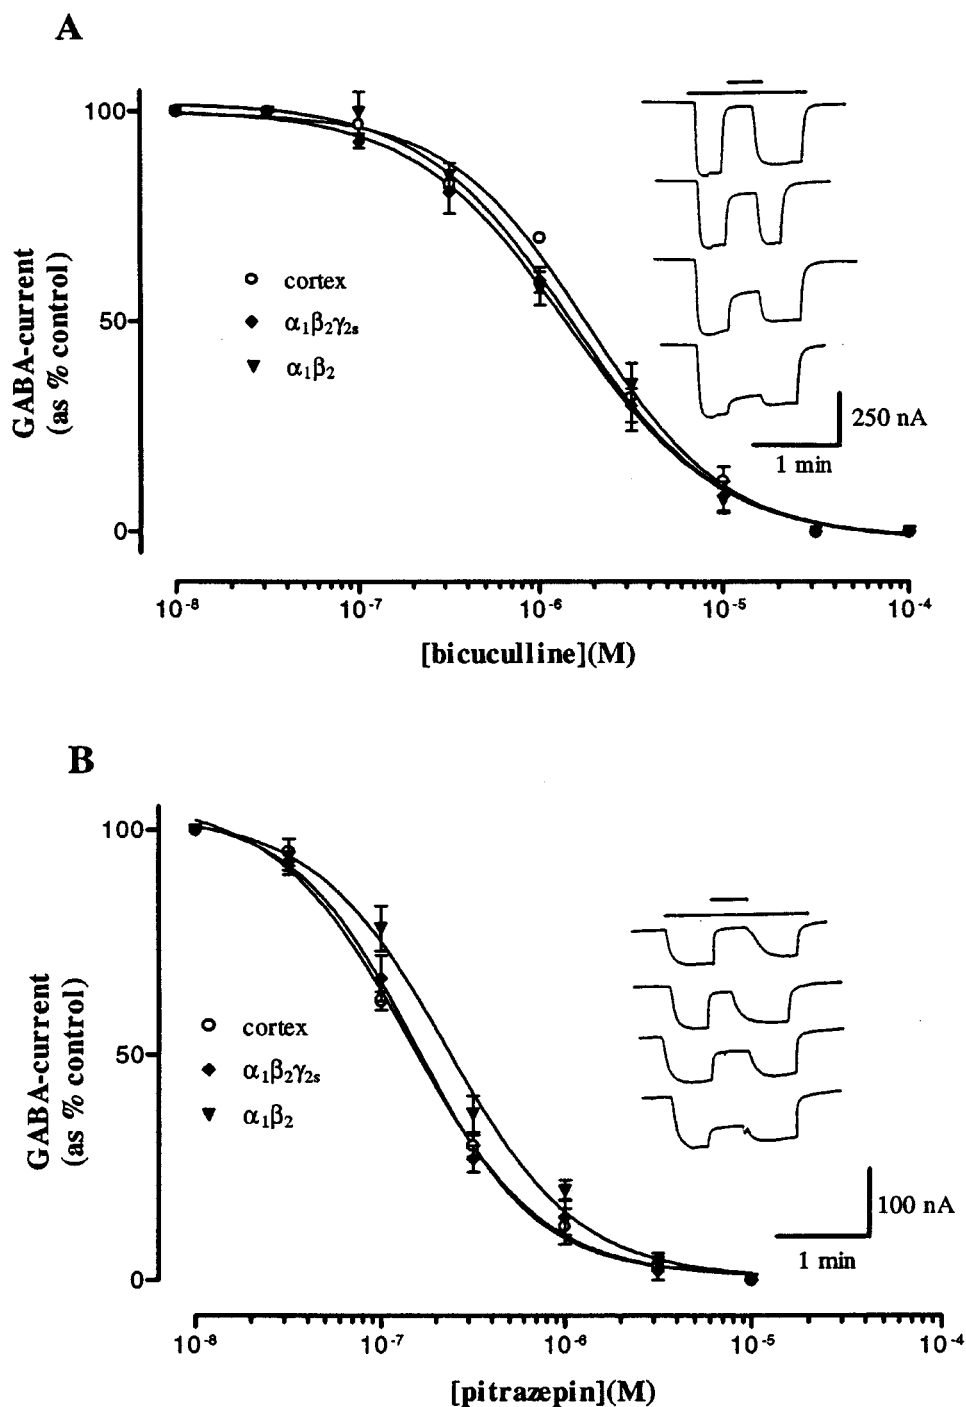 A
100
50
0
GABA-current
(as % control)
cortex
α₁β₂γ₂ₛ
α₁β₂
250 nA
1 min
10⁻⁸
10⁻⁷
10⁻⁶
10⁻⁵
10⁻⁴
[bicuculline](M)
B
100
50
0
GABA-current
(as % control)
cortex
α₁β₂γ₂ₛ
α₁β₂
100 nA
1 min
10⁻⁸
10⁻⁷
10⁻⁶
10⁻⁵
10⁻⁴
[pitrazepin](M)